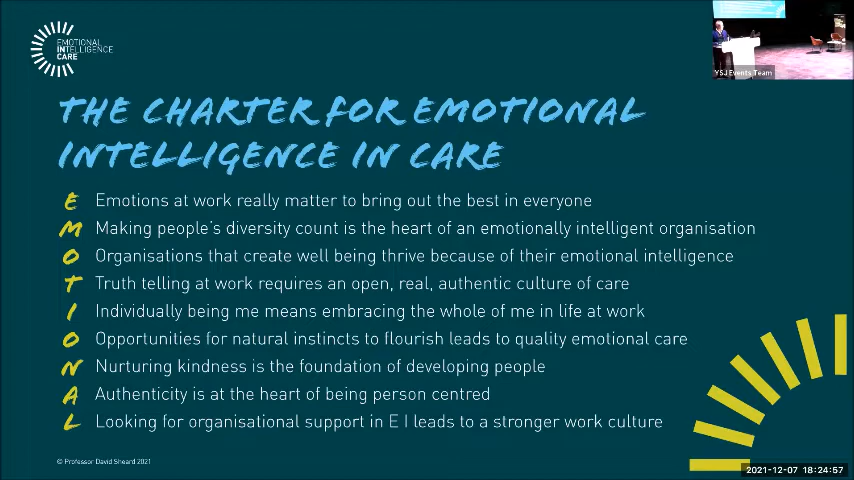 EMOTIONAL
INTELLIGENCE
CARE
YSJ Events Team
THE CHARTER FOR EMOTIONAL
INTELLIGENCE IN CARE
E Emotions at work really matter to bring out the best in everyone
M Making people's diversity count is the heart of an emotionally intelligent organisation
O Organisations that create well being thrive because of their emotional intelligence
T Truth telling at work requires an open, real, authentic culture of care
I Individually being me means embracing the whole of me in life at work
O Opportunities for natural instincts to flourish leads to quality emotional care
N Nurturing kindness is the foundation of developing people
A Authenticity is at the heart of being person centred
L Looking for organisational support in E I leads to a stronger work culture
© Professor David Sheard 2021
2021-12-07 18:24:57